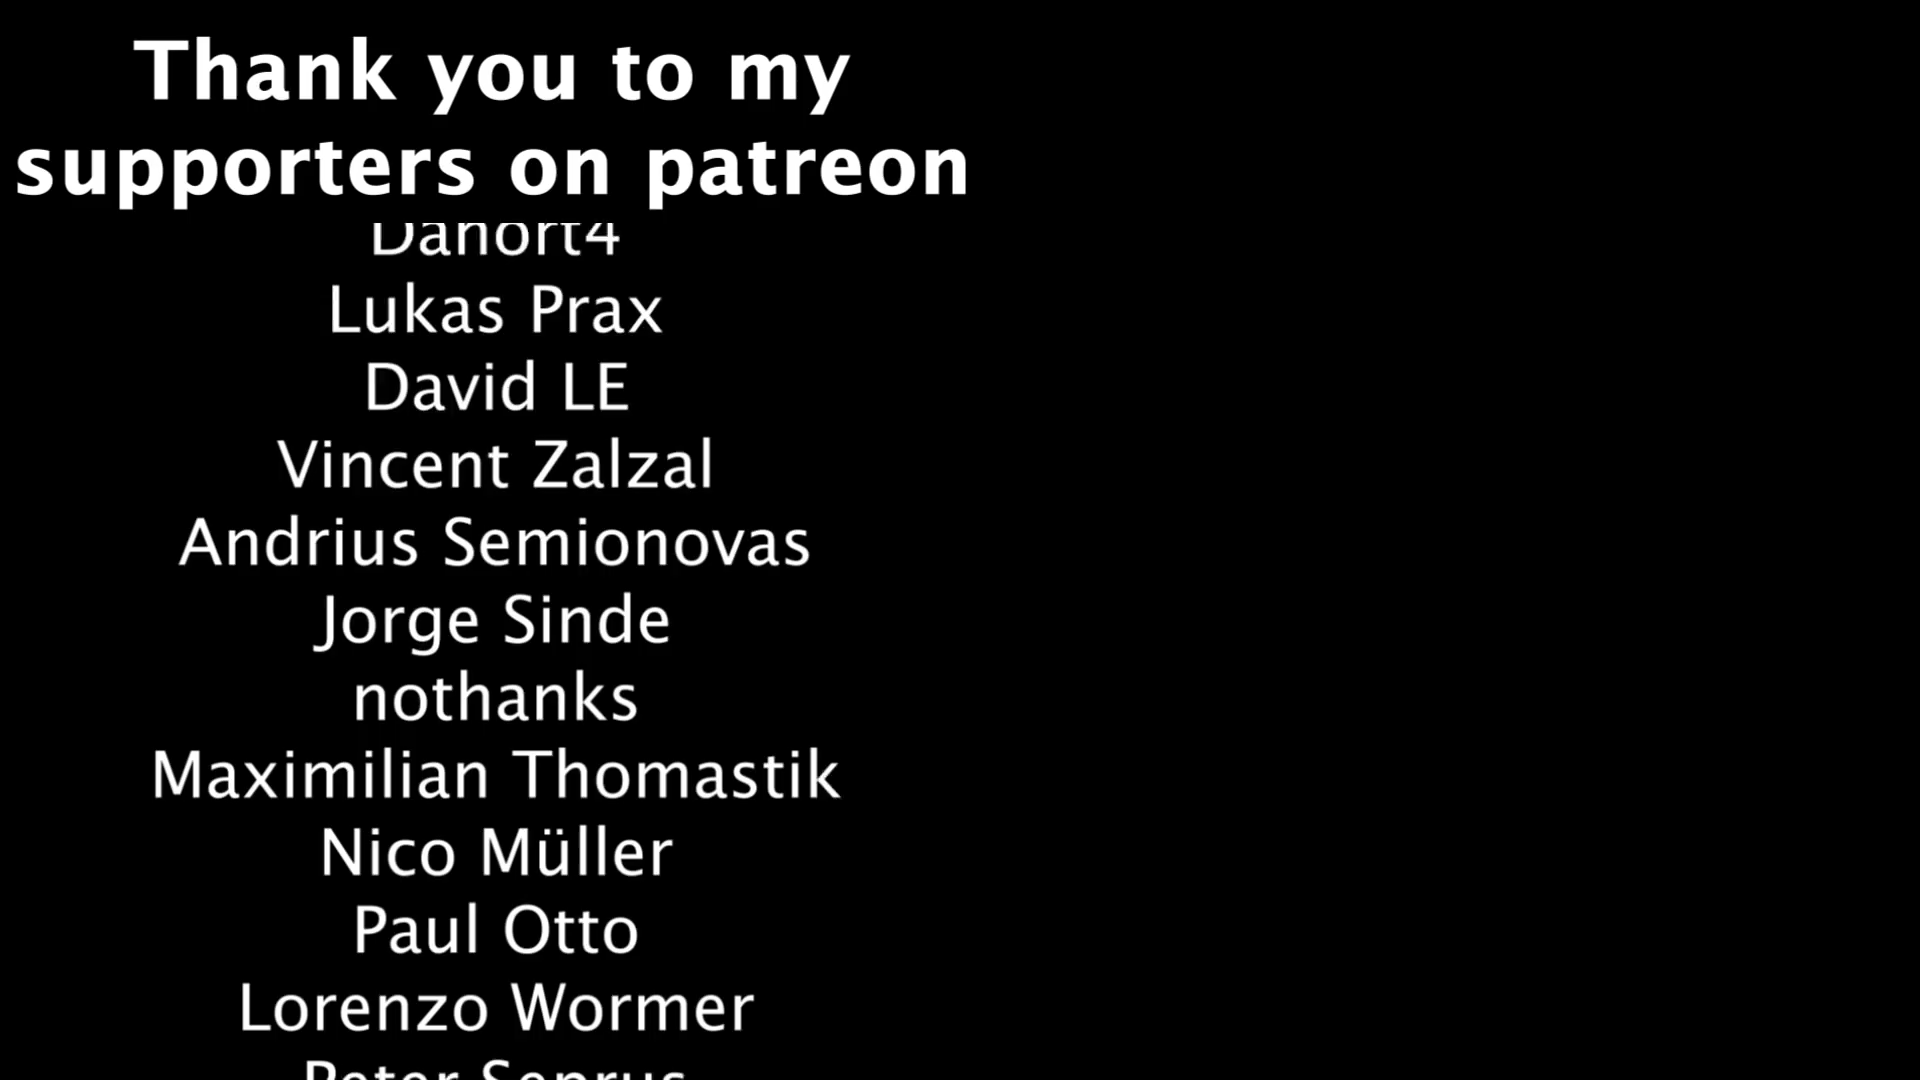 Thank you to my
supporters on patreon
Lukas Prax
David LE
Vincent Zalzal
Andrius Semionovas
Jorge Sinde
nothanks
Maximilian Thomastik
Nico Müller
Paul Otto
Lorenzo Wormer
Peter